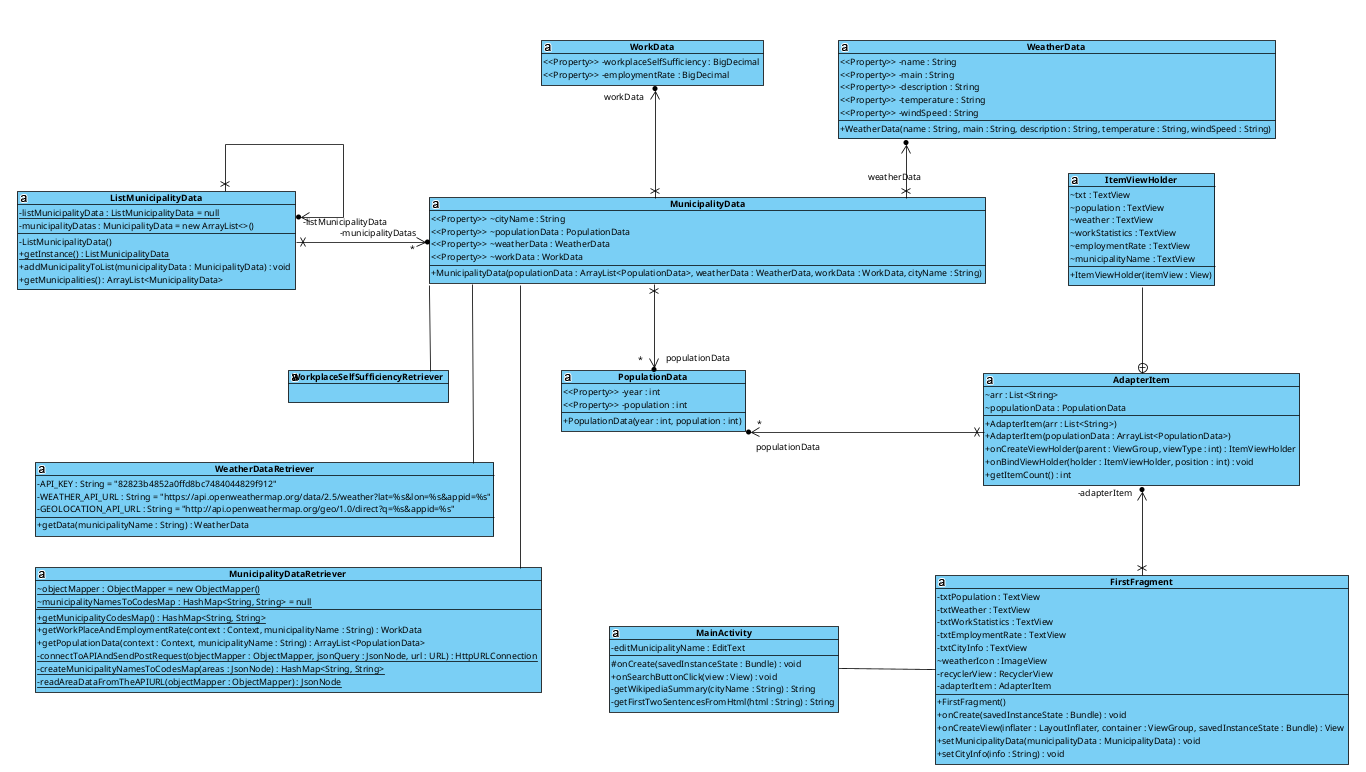 a WorkData
<<Property>> -workplaceSelfSufficiency : BigDecimal
<<Property>> -employmentRate : BigDecimal
workData
a WeatherData
<<Property>> -name : String
<<Property>> -main : String
<<Property>> -description : String
<<Property>> -temperature : String
<<Property>> -windSpeed : String
+WeatherData(name : String, main : String, description : String, temperature : String, windSpeed : String)
weatherData
a ListMunicipalityData
-listMunicipalityData : ListMunicipalityData = null
-municipalityDatas : MunicipalityData = new ArrayList<>()
-ListMunicipalityData()
+getInstance() : ListMunicipalityData
+addMunicipalityToList(municipalityData : MunicipalityData) : void
+getMunicipalities() : ArrayList<MunicipalityData>
-listMunicipalityData
-municipalityDatas
*
a MunicipalityData
<<Property>> ~cityName : String
<<Property>> ~populationData : PopulationData
<<Property>> ~weatherData : WeatherData
<<Property>> ~workData : WorkData
+MunicipalityData(populationData : ArrayList<PopulationData>, weatherData : WeatherData, workData : WorkData, cityName : String)
a ItemViewHolder
~txt : TextView
~population : TextView
~weather : TextView
~workStatistics : TextView
~employmentRate : TextView
~municipalityName : TextView
+ItemViewHolder(itemView : View)
a WorkplaceSelfSufficiencyRetriever
* populationData
a PopulationData
<<Property>> -year : int
<<Property>> -population : int
+PopulationData(year : int, population : int)
*
populationData
a AdapterItem
~arr : List<String>
~populationData : PopulationData
+AdapterItem(arr : List<String>)
+AdapterItem(populationData : ArrayList<PopulationData>)
+onCreateViewHolder(parent : ViewGroup, viewType : int) : ItemViewHolder
+onBindViewHolder(holder : ItemViewHolder, position : int) : void
+getItemCount() : int
-adapterItem
a WeatherDataRetriever
-API_KEY : String = "82823b4852a0ffd8bc7484044829f912"
-WEATHER_API_URL : String = "https://api.openweathermap.org/data/2.5/weather?lat=%s&lon=%s&appid=%s"
-GEOLOCATION_API_URL : String = "http://api.openweathermap.org/geo/1.0/direct?q=%s&appid=%s"
+getData(municipalityName : String) : WeatherData
a MunicipalityDataRetriever
~objectMapper : ObjectMapper = new ObjectMapper()
~municipalityNamesToCodesMap : HashMap<String, String> = null
+getMunicipalityCodesMap() : HashMap<String, String>
+getWorkPlaceAndEmploymentRate(context : Context, municipalityName : String) : WorkData
+getPopulationData(context : Context, municipalityName : String) : ArrayList<PopulationData>
-connectToAPIAndSendPostRequest(objectMapper : ObjectMapper, jsonQuery : JsonNode, url : URL) : HttpURLConnection
-createMunicipalityNamesToCodesMap(areas : JsonNode) : HashMap<String, String>
-readAreaDataFromTheAPIURL(objectMapper : ObjectMapper) : JsonNode
a MainActivity
-editMunicipalityName : EditText
#onCreate(savedInstanceState : Bundle) : void
+onSearchButtonClick(view : View) : void
-getWikipediaSummary(cityName : String) : String
-getFirstTwoSentencesFromHtml(html : String) : String
a FirstFragment
-txtPopulation : TextView
-txtWeather : TextView
-txtWorkStatistics : TextView
-txtEmploymentRate : TextView
-txtCityInfo : TextView
~weatherIcon : ImageView
-recyclerView : RecyclerView
-adapterItem : AdapterItem
+FirstFragment()
+onCreate(savedInstanceState : Bundle) : void
+onCreateView(inflater : LayoutInflater, container : ViewGroup, savedInstanceState : Bundle) : View
+setMunicipalityData(municipalityData : MunicipalityData) : void
+setCityInfo(info : String) : void